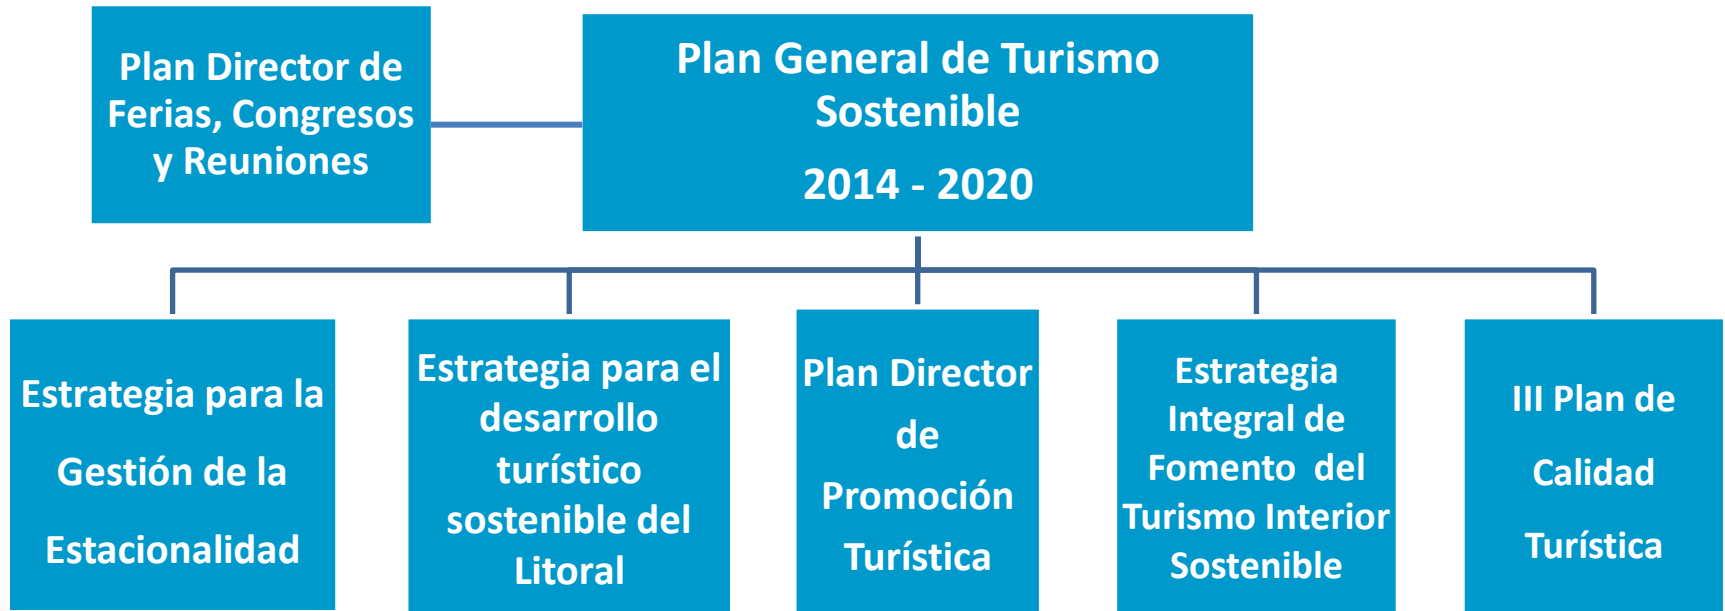 Plan Director de
Ferias, Congresos
y Reuniones
Plan General de Turismo
Sostenible
2014 - 2020
Estrategia para la
Gestión de la
Estacionalidad
Estrategia para el
desarrollo
turístico
sostenible del
Litoral
Plan Director
de
Promoción
Turística
Estrategia
Integral de
Fomento del
Turismo Interior
Sostenible
III Plan de
Calidad
Turística